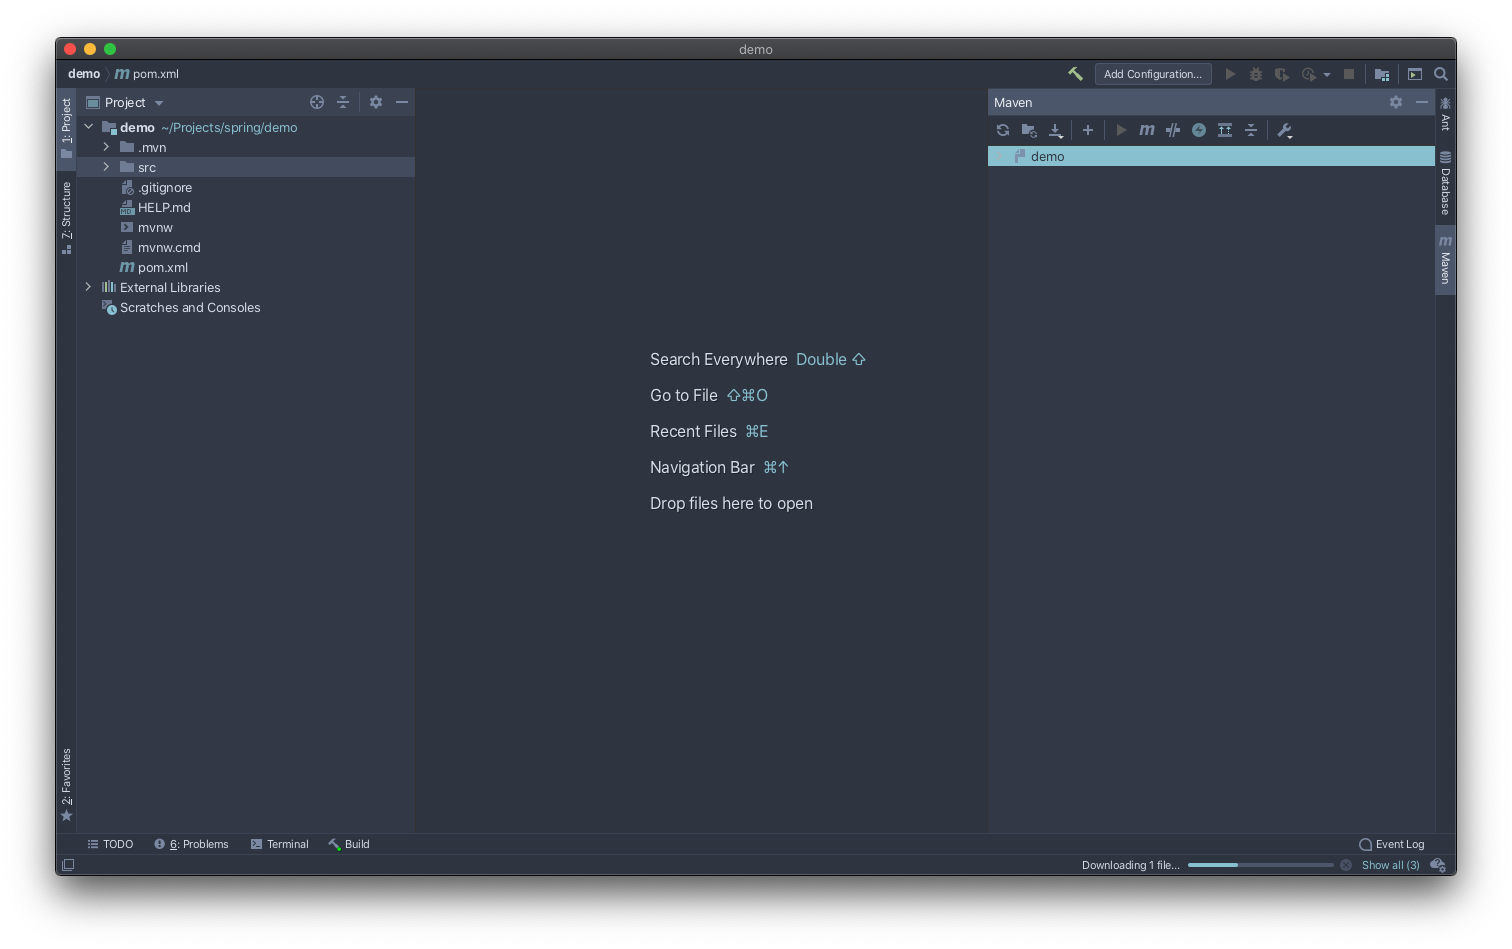 demo
demo pom.xml
Add Configuration...
1: Project
Z: Structure
2: Favorites
Project
demo ~/Projects/spring/demo
.mvn
src
.gitignore
HELP.md
mvnw
mvnw.cmd
pom.xml
External Libraries
Scratches and Consoles
Search Everywhere Double ⇧
Go to File ⇧⌘O
Recent Files ⌘E
Navigation Bar ⌘↑
Drop files here to open
Maven
demo
Ant
Database
Maven
TODO
6: Problems
Terminal
Build
Event Log
Downloading 1 file...
Show all (3)